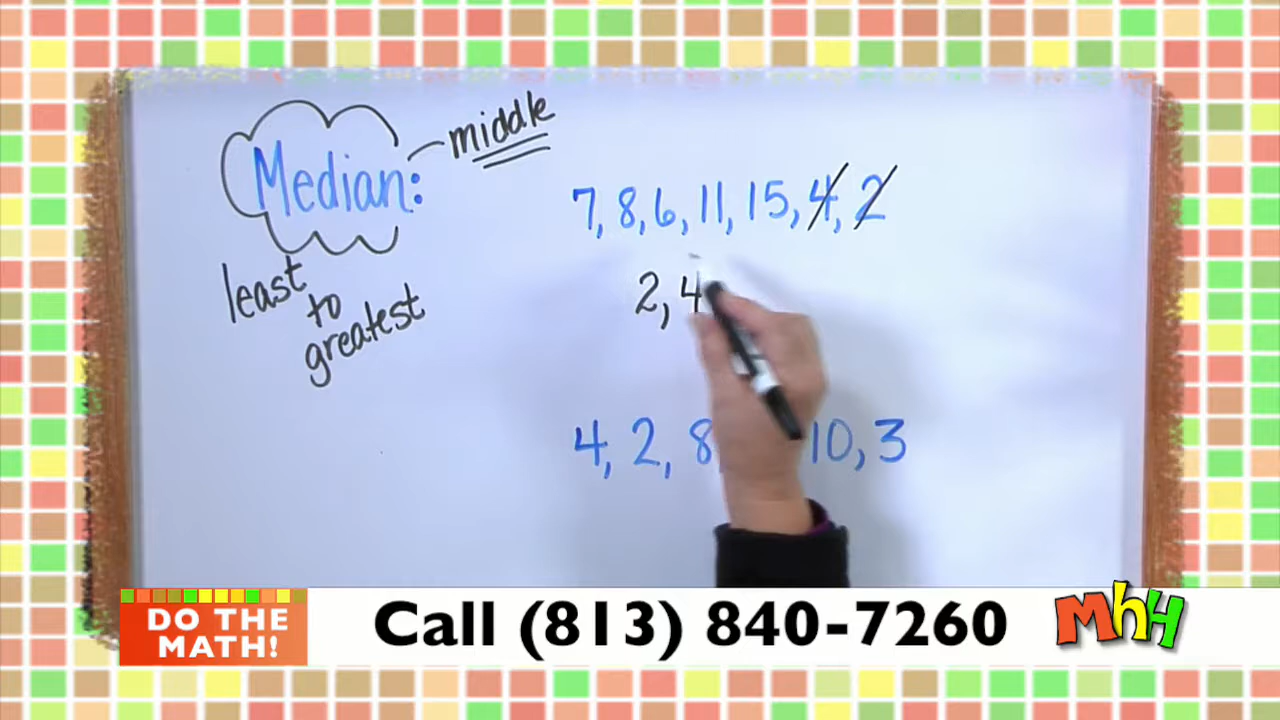 Median:
middle
least
to
greatest
7, 8, 6, 11, 15, 4, 2
2, 4
4, 2, 8
10, 3
DO THE
MATH!
Call (813) 840-7260
Mh4